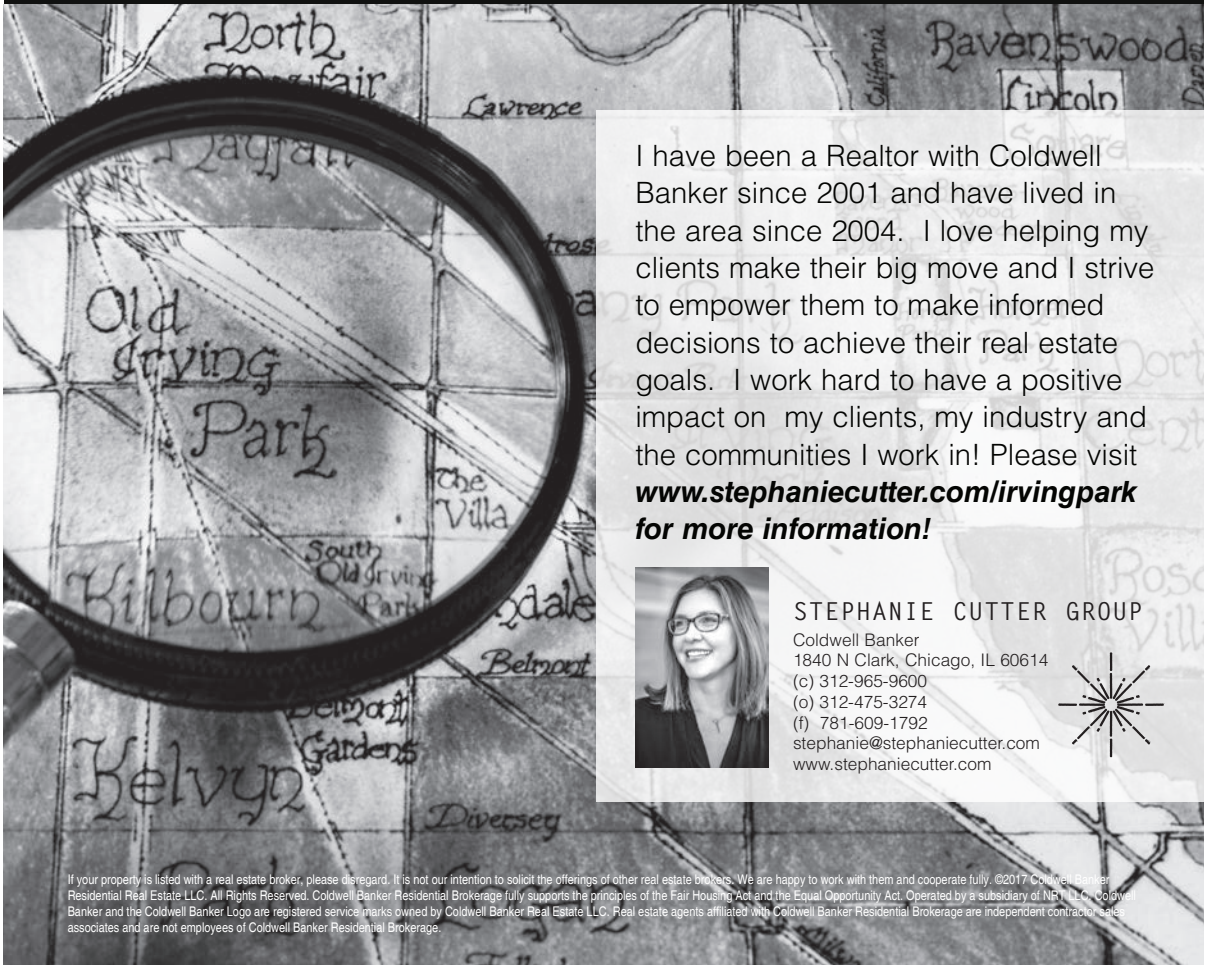 North
Mayfair
Lawrence
California
Ravenswood
Lincoln
Square
Mayfair
Old
Irving
Park
The
Villa
South
Old Irving
Park
Kilbourn
Belmont
Belmont
Gardens
Kelvyn
Diversey
I have been a Realtor with Coldwell
Banker since 2001 and have lived in
the area since 2004.  I love helping my
clients make their big move and I strive
to empower them to make informed
decisions to achieve their real estate
goals.  I work hard to have a positive
impact on  my clients, my industry and
the communities I work in! Please visit
www.stephaniecutter.com/irvingpark
for more information!
STEPHANIE CUTTER GROUP
Coldwell Banker
1840 N Clark, Chicago, IL 60614
(c) 312-965-9600
(o) 312-475-3274
(f)  781-609-1792
stephanie@stephaniecutter.com
www.stephaniecutter.com
If your property is listed with a real estate broker, please disregard. It is not our intention to solicit the offerings of other real estate brokers. We are happy to work with them and cooperate fully. ©2017 Coldwell Banker
Residential Real Estate LLC. All Rights Reserved. Coldwell Banker Residential Brokerage fully supports the principles of the Fair Housing Act and the Equal Opportunity Act. Operated by a subsidiary of NRT LLC. Coldwell
Banker and the Coldwell Banker Logo are registered service marks owned by Coldwell Banker Real Estate LLC. Real estate agents affiliated with Coldwell Banker Residential Brokerage are independent contractor sales
associates and are not employees of Coldwell Banker Residential Brokerage.